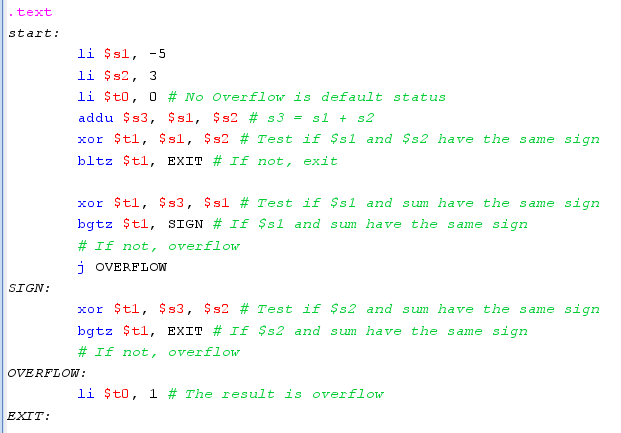 .text
start:
li $s1, -5
li $s2, 3
li $t0, 0 # No Overflow is default status
addu $s3, $s1, $s2 # s3 = s1 + s2
xor $t1, $s1, $s2 # Test if $s1 and $s2 have the same sign
bltz $t1, EXIT # If not, exit
xor $t1, $s3, $s1 # Test if $s1 and sum have the same sign
bgtz $t1, SIGN # If $s1 and sum have the same sign
# If not, overflow
j OVERFLOW
SIGN:
xor $t1, $s3, $s2 # Test if $s2 and sum have the same sign
bgtz $t1, EXIT # If $s2 and sum have the same sign
# If not, overflow
OVERFLOW:
li $t0, 1 # The result is overflow
EXIT: